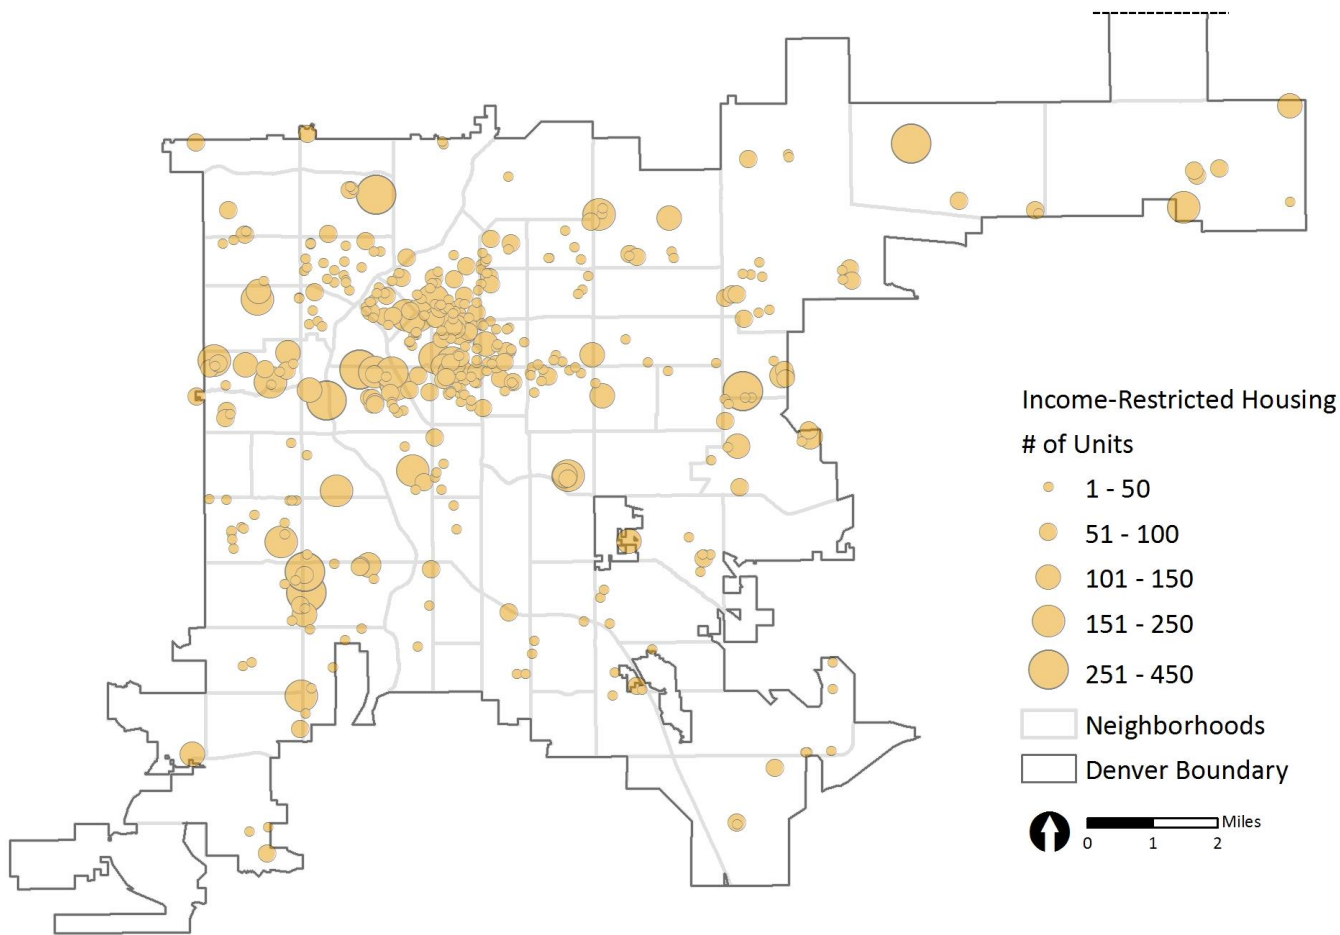 Income-Restricted Housing
# of Units
1 - 50
51 - 100
101 - 150
151 - 250
251 - 450
Neighborhoods
Denver Boundary
Miles
0 1 2